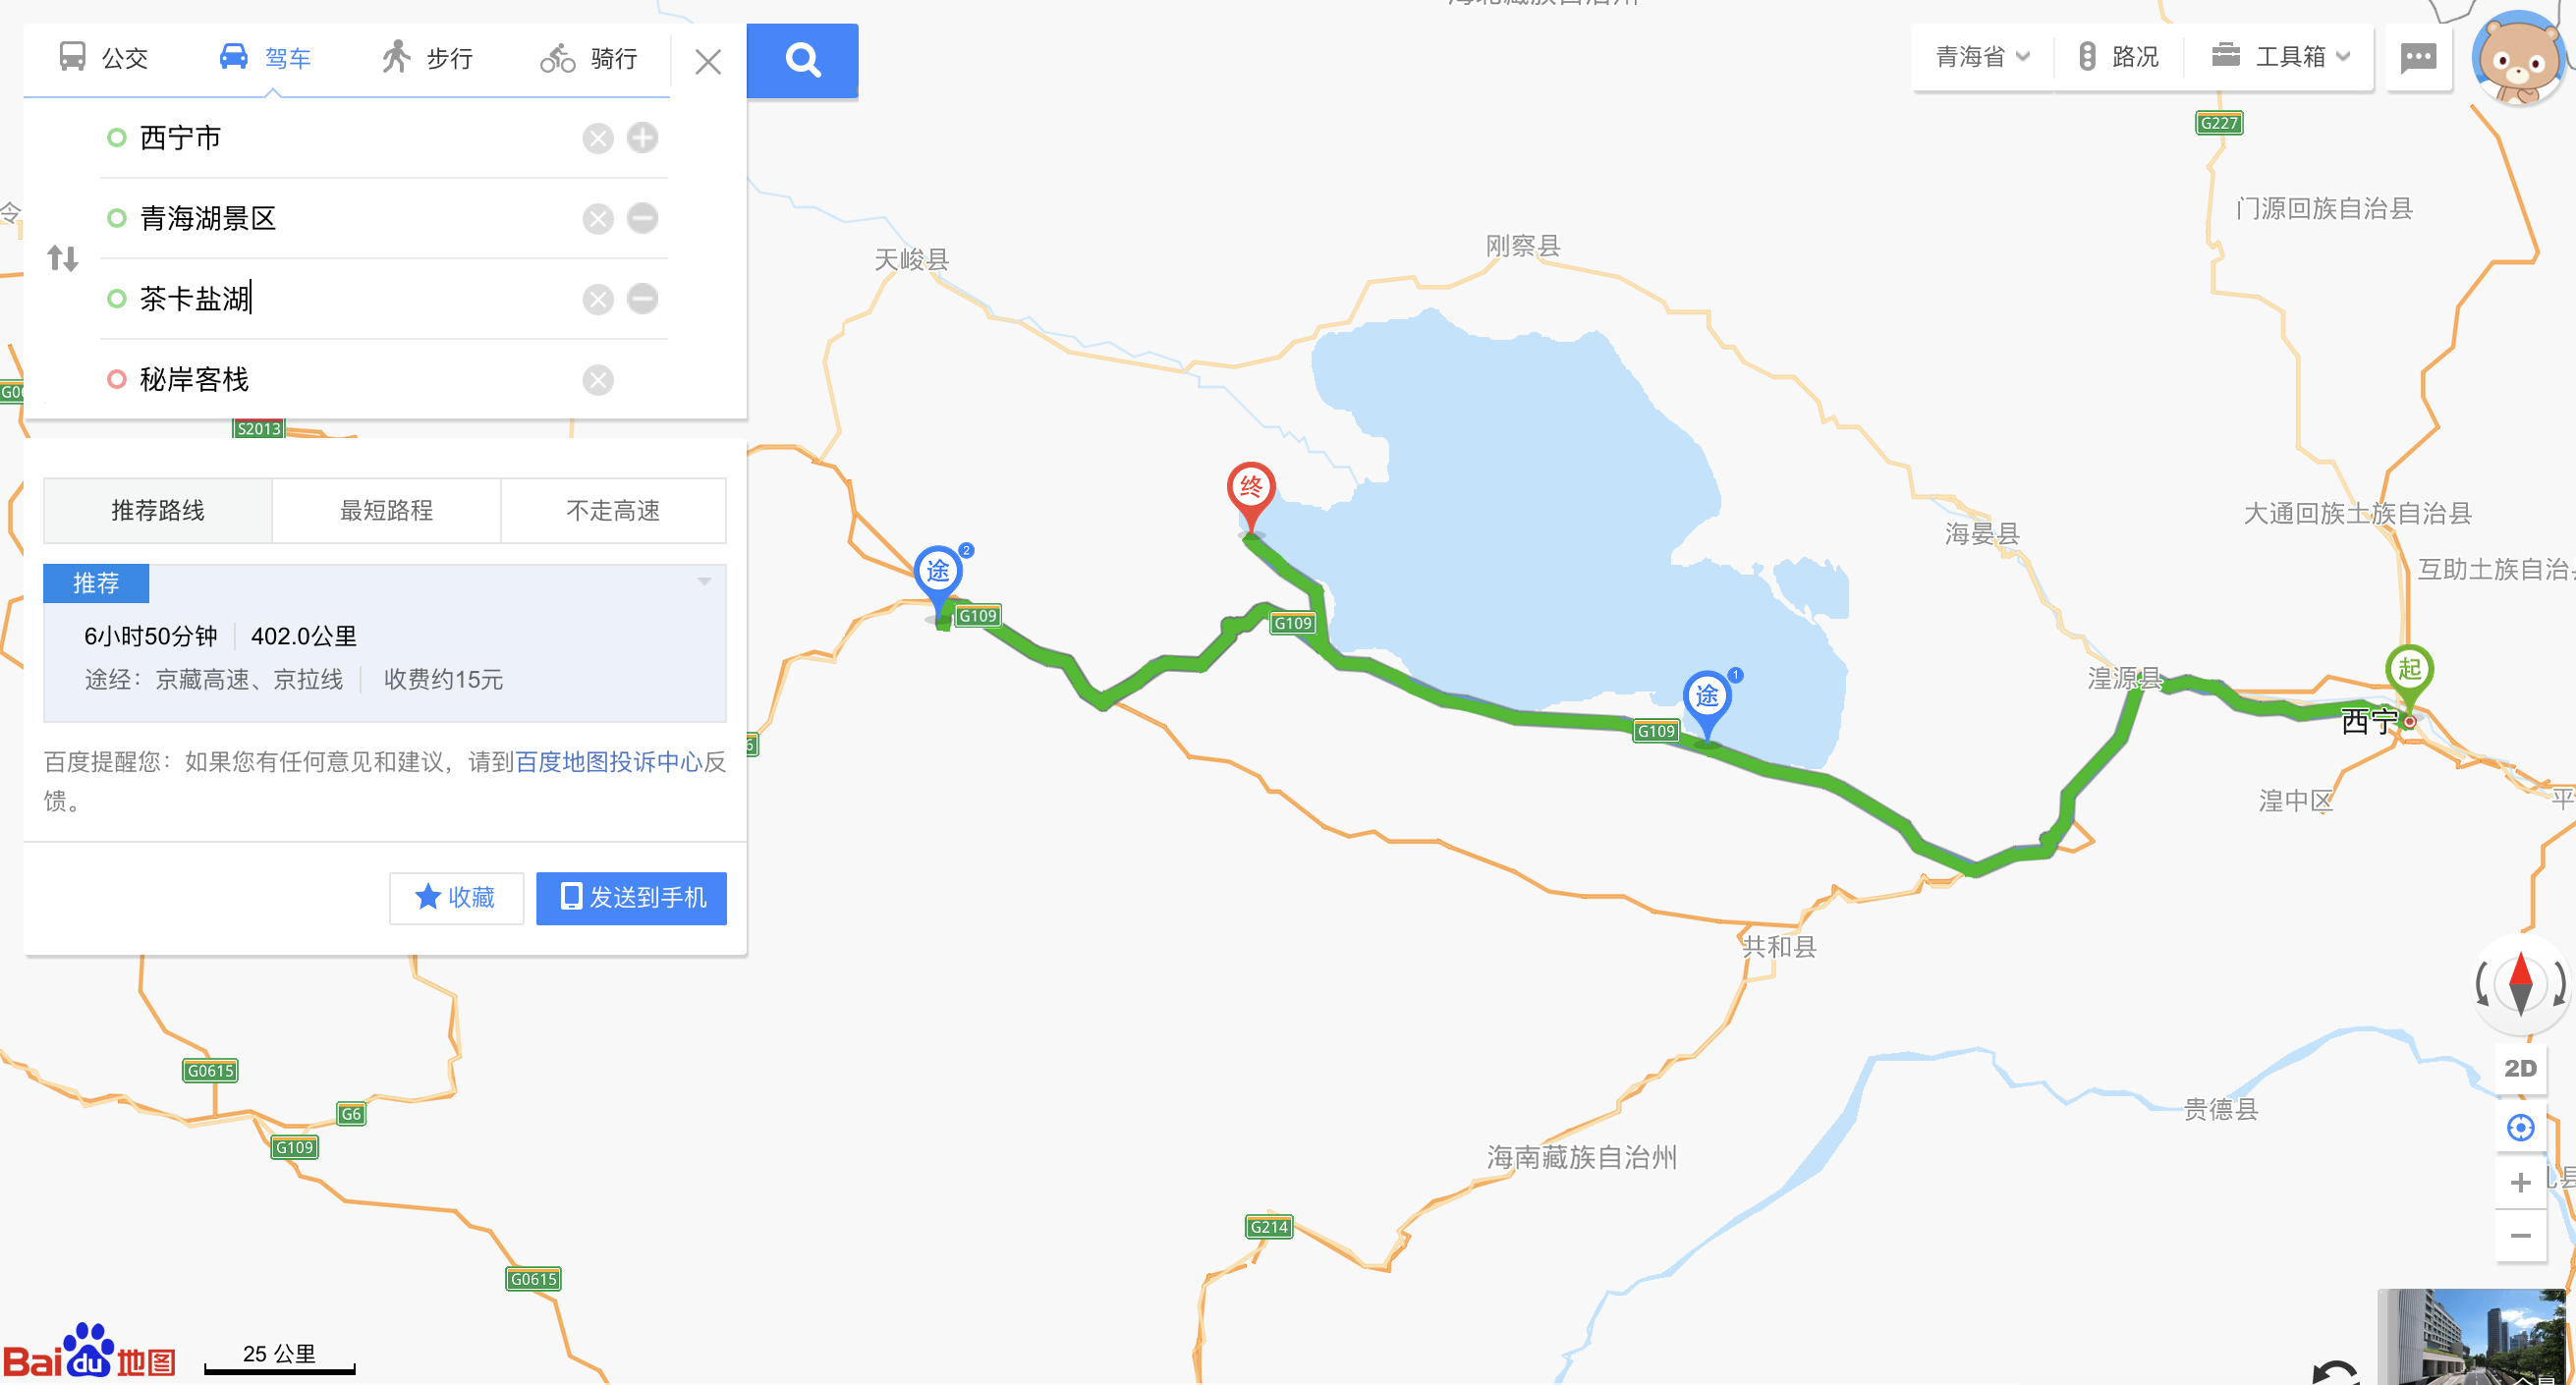 公交
驾车
步行
骑行
西宁市
青海湖景区
茶卡盐湖
秘岸客栈
推荐路线
最短路程
不走高速
推荐
6小时50分钟 402.0公里
途经：京藏高速、京拉线 收费约15元
百度提醒您：如果您有任何意见和建议，请到百度地图投诉中心反
馈。
收藏
发送到手机
青海省
路况
工具箱
G227
门源回族自治县
刚察县
天峻县
令
S2013
大通回族土族自治县
海晏县
互助土族自治
终
途
2
G109
G109
途
1
G109
湟源县
起
西宁
湟中区
平
共和县
贵德县
海南藏族自治州
G0615
G6
G109
G214
G0615
2D
Baidu地图
25 公里